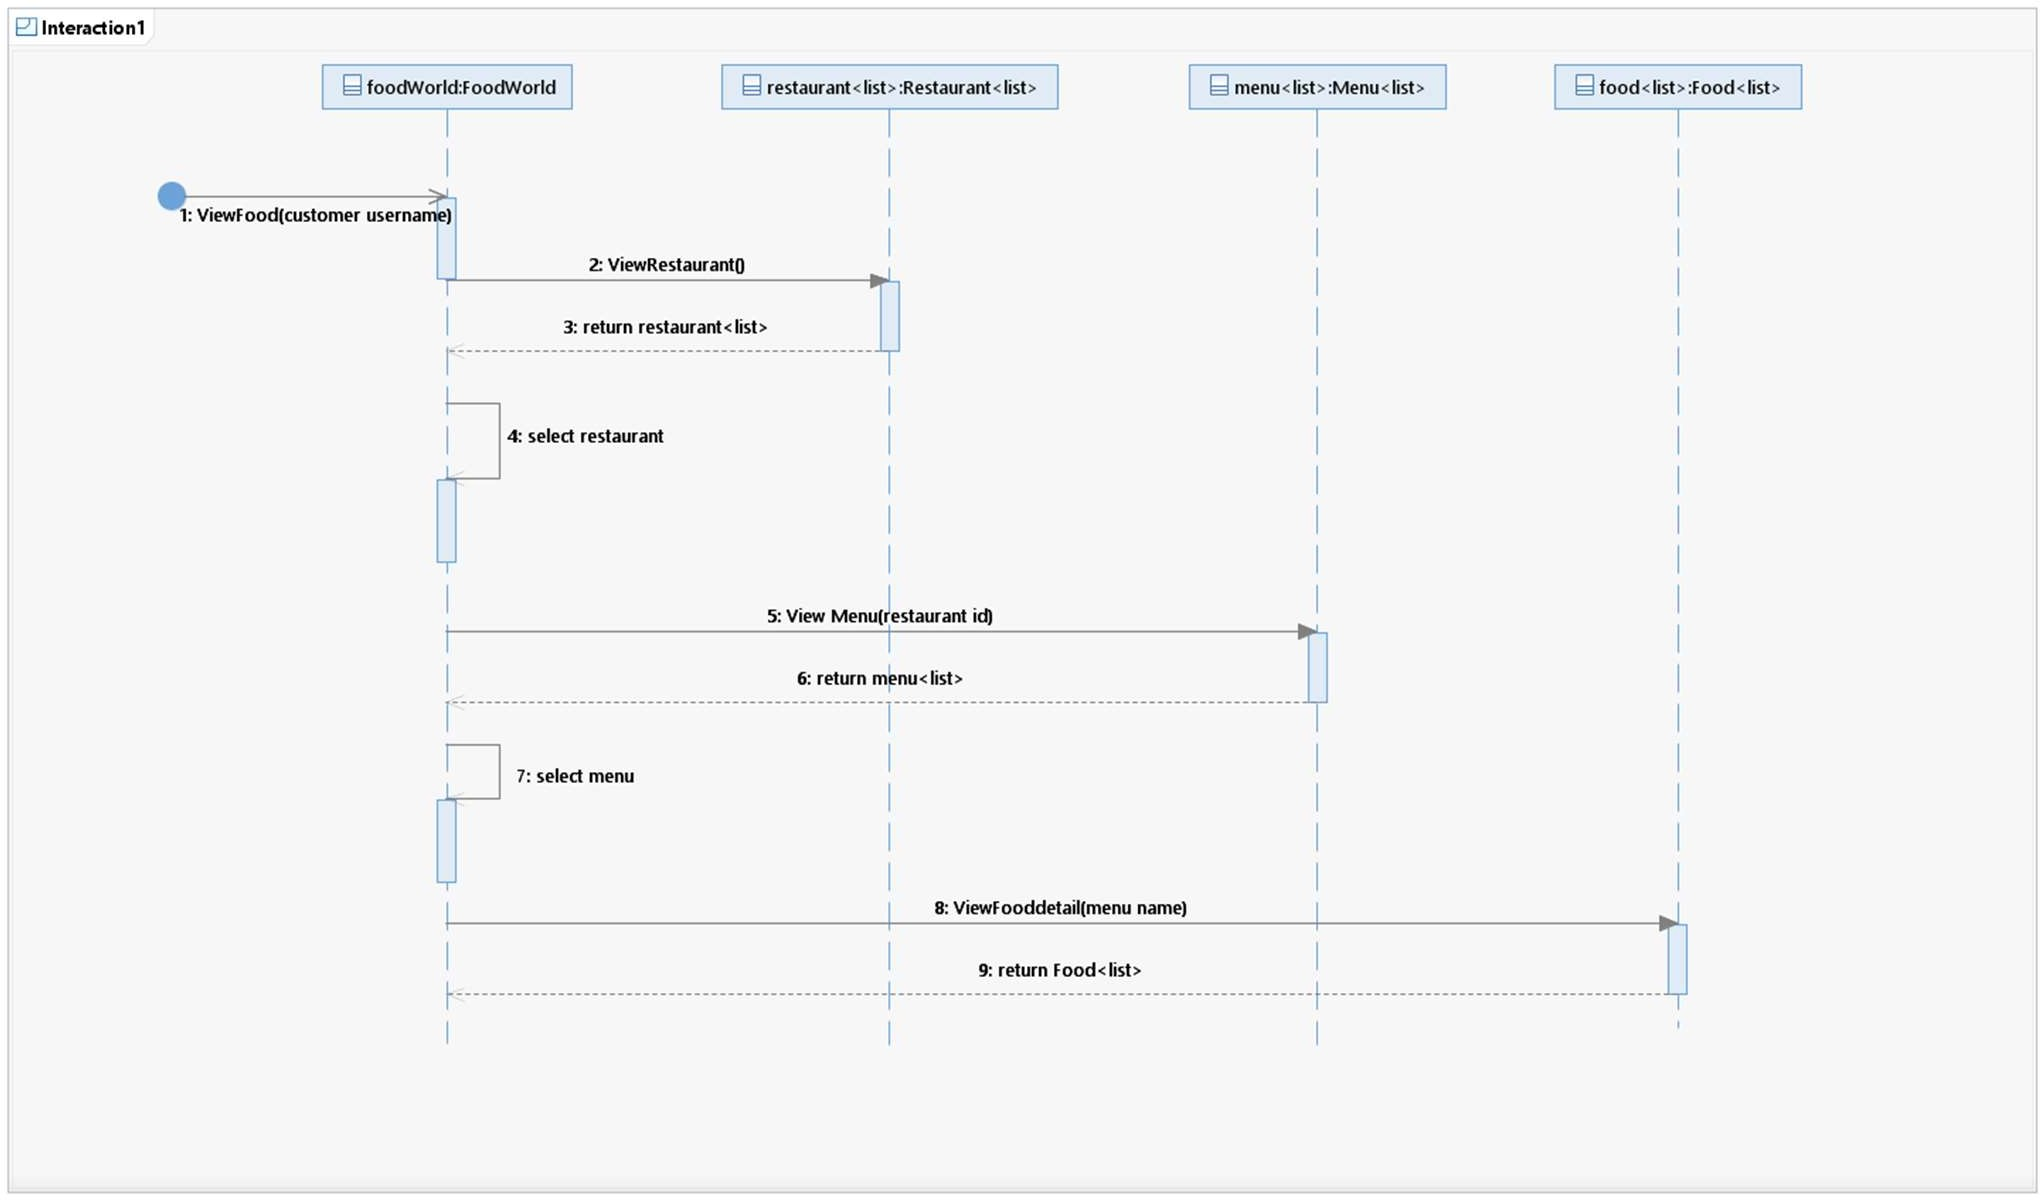 Interaction1
foodWorld:FoodWorld
restaurant<list>:Restaurant<list>
menu<list>:Menu<list>
food<list>:Food<list>
1: ViewFood(customer username)
2: ViewRestaurant()
3: return restaurant<list>
4: select restaurant
5: View Menu(restaurant id)
6: return menu<list>
7: select menu
8: ViewFooddetail(menu name)
9: return Food<list>